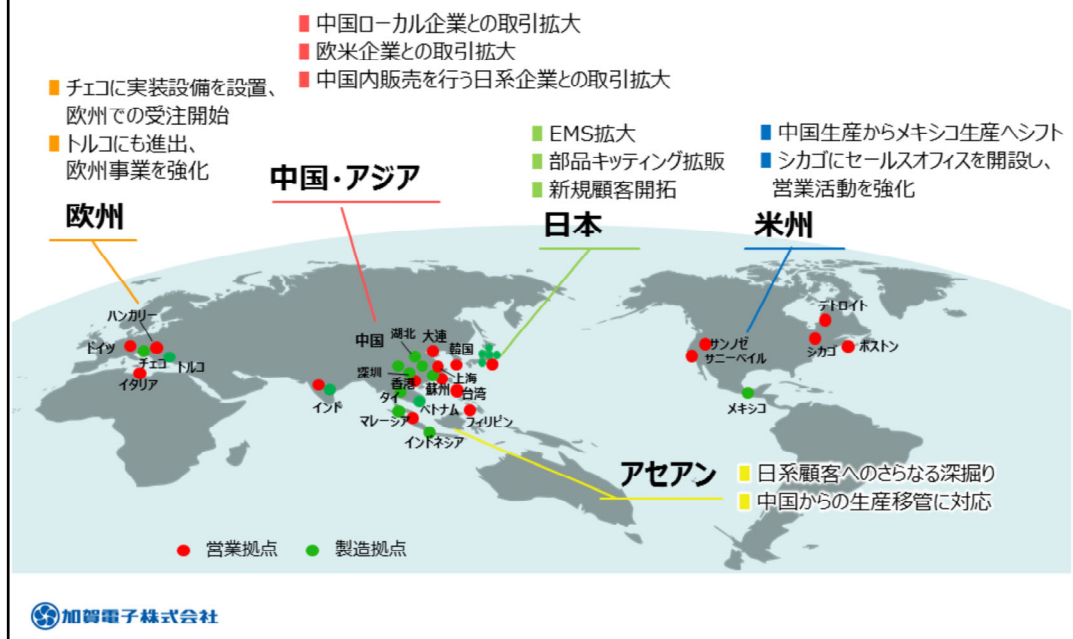 中国ローカル企業との取引拡大
欧米企業との取引拡大
中国内販売を行う日系企業との取引拡大
チェコに実装設備を設置、
欧州での受注開始
トルコにも進出、
欧州事業を強化
EMS拡大
部品キッティング拡販
新規顧客開拓
中国生産からメキシコ生産へシフト
シカゴにセールスオフィスを開設し、
営業活動を強化
欧州
中国・アジア
日本
米州
ハンガリー
ドイツ
チェコ
トルコ
イタリア
インド
中国
湖北
大連
韓国
深圳
香港
蘇州
上海
台湾
タイ
ベトナム
マレーシア
フィリピン
インドネシア
デトロイト
サンノゼ
サニーベイル
シカゴ
ボストン
メキシコ
アセアン
日系顧客へのさらなる深掘り
中国からの生産移管に対応
営業拠点
製造拠点
加賀電子株式会社